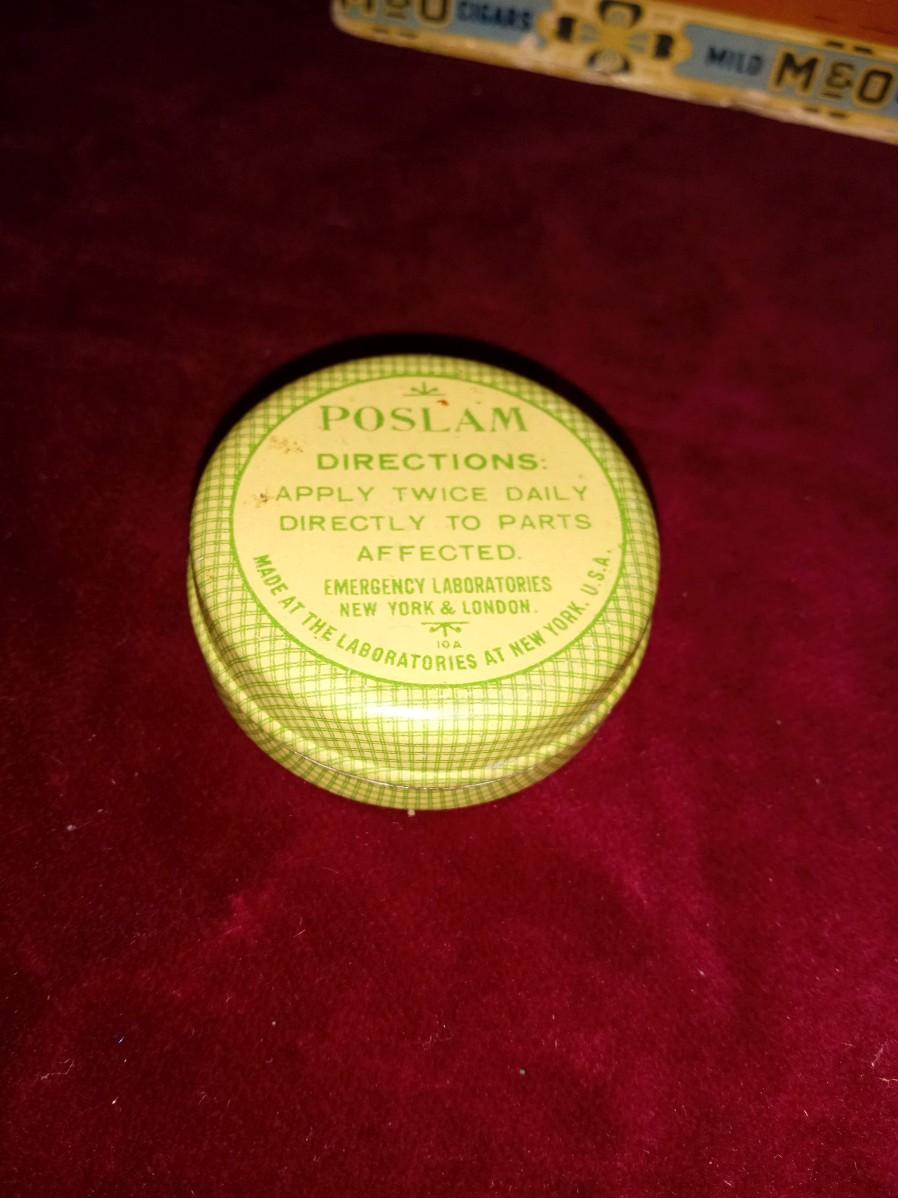 M&O CIGARS
MILD M&O
POSLAM
DIRECTIONS:
APPLY TWICE DAILY
DIRECTLY TO PARTS
AFFECTED.
EMERGENCY LABORATORIES
NEW YORK & LONDON.
10A
MADE AT THE LABORATORIES AT NEW YORK, U.S.A.